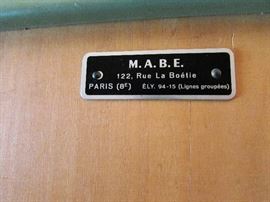 M.A.B.E.
122, Rue La Boétie
PARIS (8E) ÉLY. 94-15 (Lignes groupées)